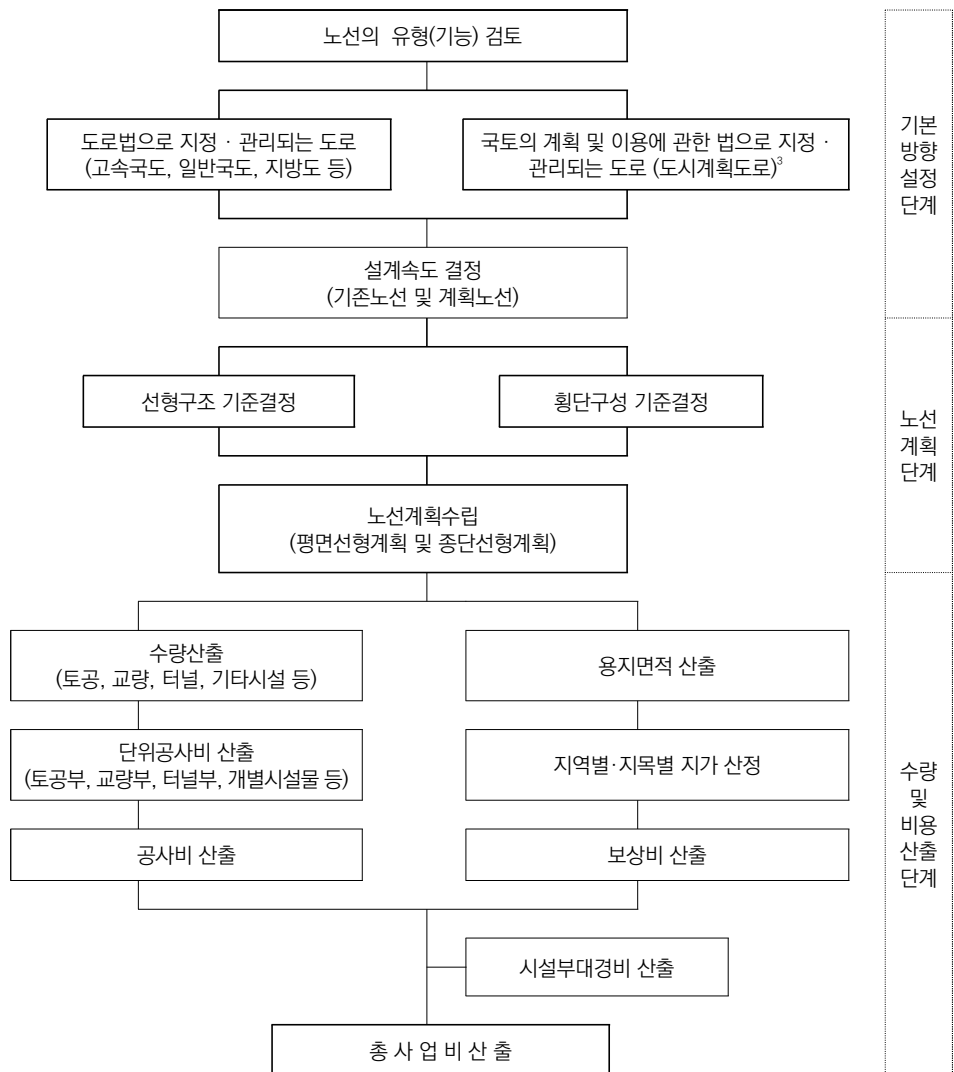 노선의 유형(기능) 검토
도로법으로 지정 · 관리되는 도로
(고속국도, 일반국도, 지방도 등)
국토의 계획 및 이용에 관한 법으로 지정 ·
관리되는 도로 (도시계획도로)³
기본
방향
설정
단계
설계속도 결정
(기존노선 및 계획노선)
선형구조 기준결정
횡단구성 기준결정
노선
계획
단계
노선계획수립
(평면선형계획 및 종단선형계획)
수량산출
(토공, 교량, 터널, 기타시설 등)
용지면적 산출
단위공사비 산출
(토공부, 교량부, 터널부, 개별시설물 등)
지역별·지목별 지가 산정
수량
및
비용
산출
단계
공사비 산출
보상비 산출
시설부대경비 산출
총 사 업 비 산 출